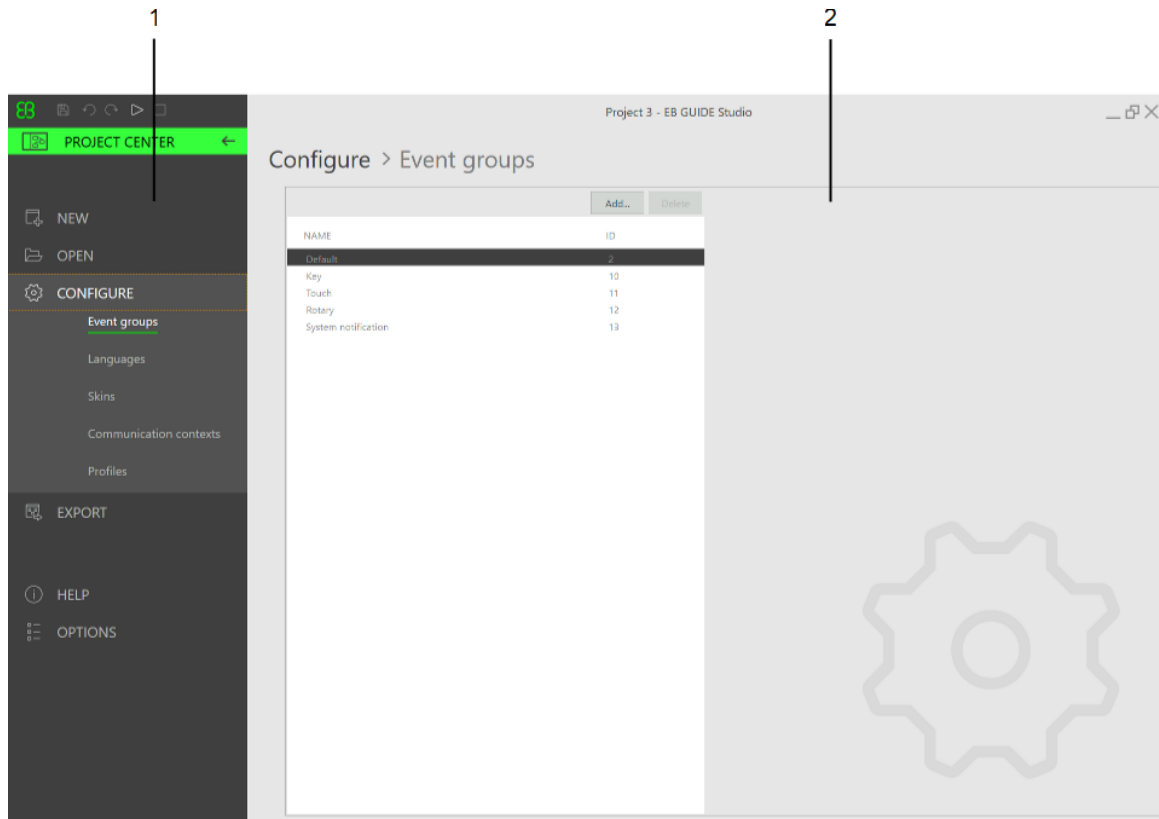 1 2
EB
Project 3 - EB GUIDE Studio
PROJECT CENTER
Configure > Event groups
Add... Delete
NEW
NAME ID
OPEN
Default 2
Key 10
CONFIGURE
Touch 11
Rotary 12
Event groups
System notification 13
Languages
Skins
Communication contexts
Profiles
EXPORT
HELP
OPTIONS